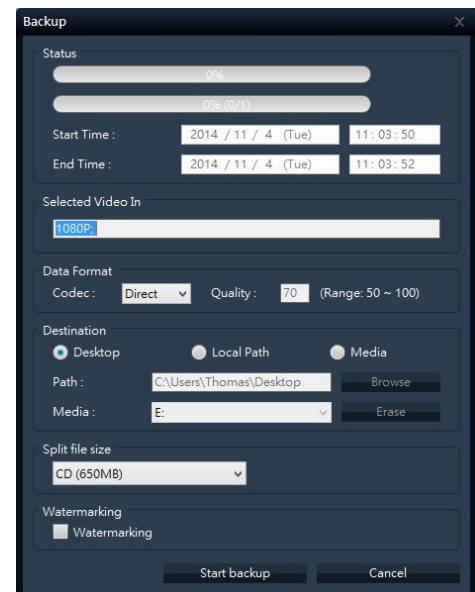 Backup X
Status
0%
0% (0/1)
Start Time : 2014 / 11 / 4 (Tue) 11 : 03 : 50
End Time : 2014 / 11 / 4 (Tue) 11 : 03 : 52
Selected Video In
1080P;
Data Format
Codec : Direct Quality : 70 (Range: 50 ~ 100)
Destination
Desktop Local Path Media
Path : C:\Users\Thomas\Desktop Browse
Media : E: Erase
Split file size
CD (650MB)
Watermarking
Watermarking
Start backup Cancel